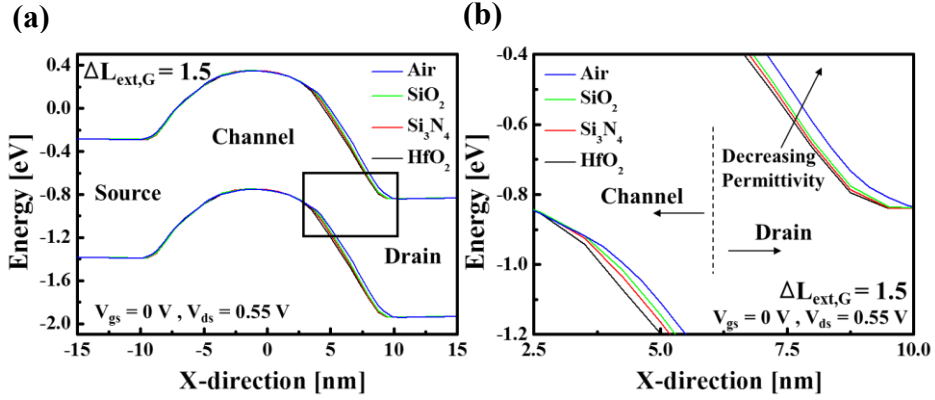 (a)
ΔL_ext,G = 1.5
Air
SiO₂
Si₃N₄
HfO₂
Channel
Source
Drain
V_gs = 0 V , V_ds = 0.55 V
Energy [eV]
0.4
0.0
-0.4
-0.8
-1.2
-1.6
-2.0
-15 -10 -5 0 5 10 15
X-direction [nm]
(b)
Air
SiO₂
Si₃N₄
HfO₂
Decreasing
Permittivity
Channel
Drain
ΔL_ext,G = 1.5
V_gs = 0 V , V_ds = 0.55 V
Energy [eV]
-0.4
-0.6
-0.8
-1.0
-1.2
2.5 5.0 7.5 10.0
X-direction [nm]